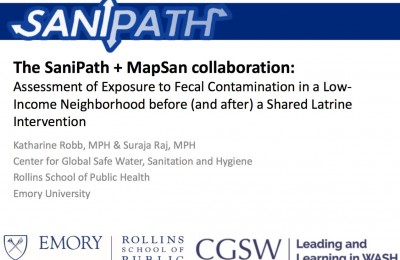 SANIPATH
The SaniPath + MapSan collaboration:
Assessment of Exposure to Fecal Contamination in a Low-
Income Neighborhood before (and after) a Shared Latrine
Intervention
Katharine Robb, MPH & Suraja Raj, MPH
Center for Global Safe Water, Sanitation and Hygiene
Rollins School of Public Health
Emory University
EMORY
ROLLINS
SCHOOL OF
PUBLIC
CGSW
Leading and
Learning in WASH